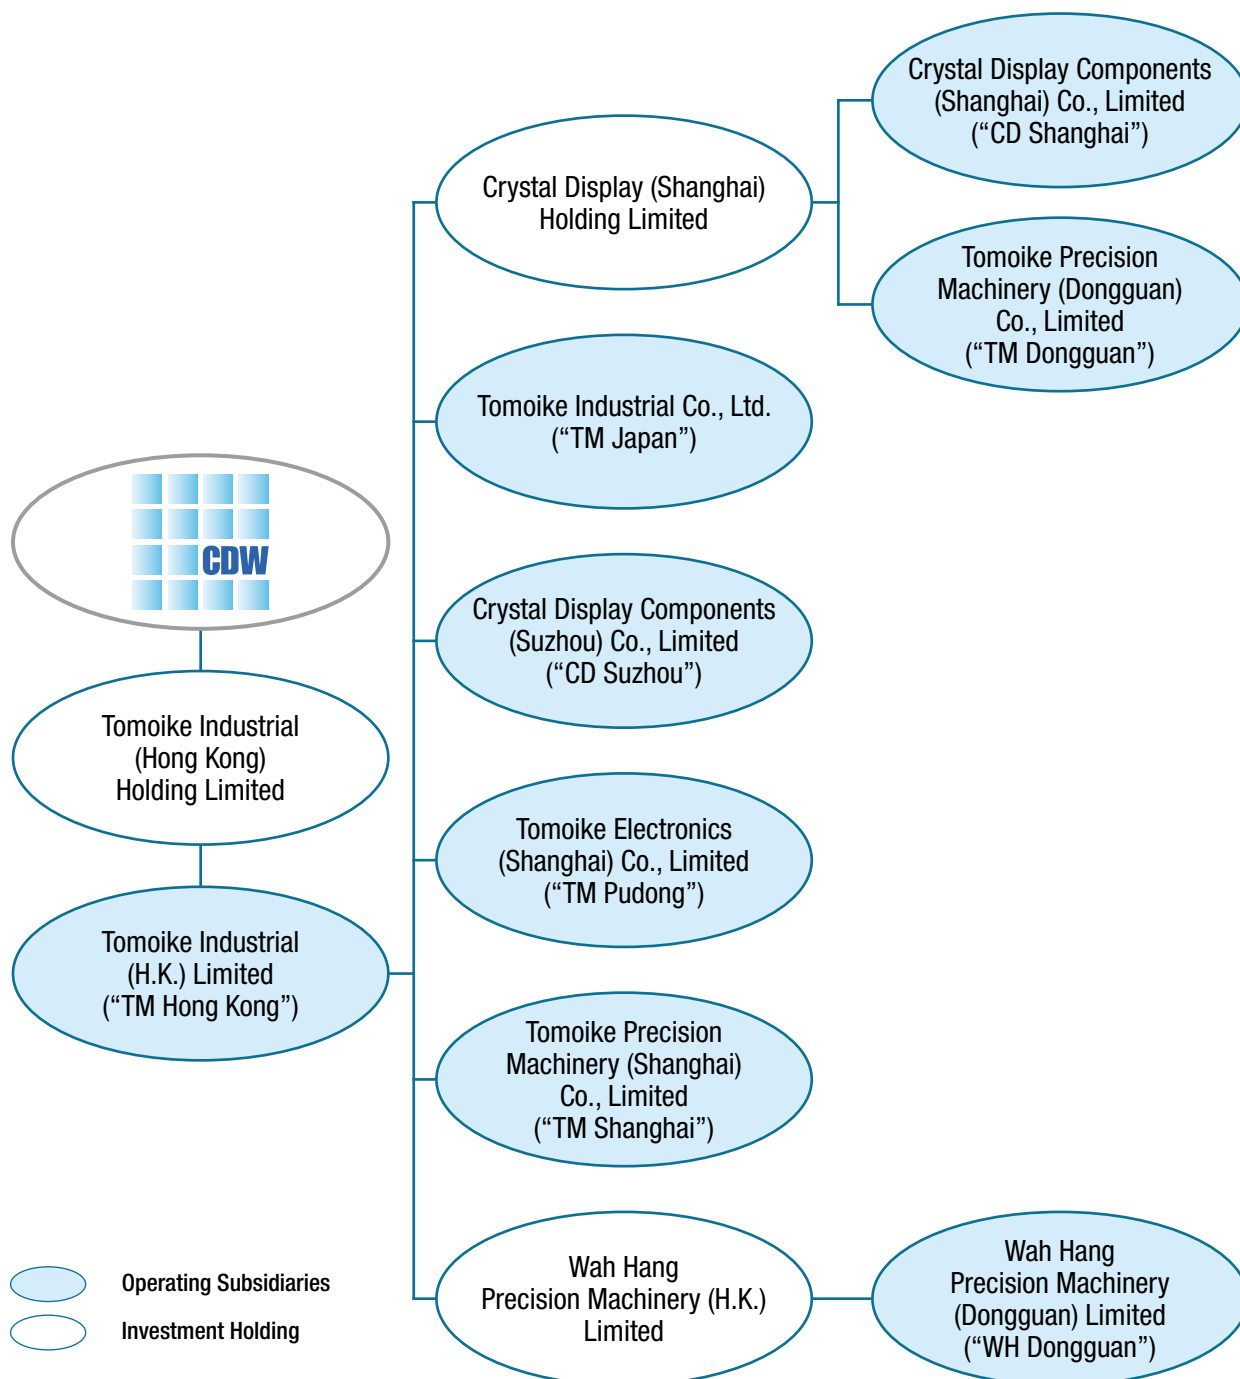 CDW
Tomoike Industrial
(Hong Kong)
Holding Limited
Tomoike Industrial
(H.K.) Limited
(“TM Hong Kong”)
Crystal Display (Shanghai)
Holding Limited
Crystal Display Components
(Shanghai) Co., Limited
(“CD Shanghai”)
Tomoike Precision
Machinery (Dongguan)
Co., Limited
(“TM Dongguan”)
Tomoike Industrial Co., Ltd.
(“TM Japan”)
Crystal Display Components
(Suzhou) Co., Limited
(“CD Suzhou”)
Tomoike Electronics
(Shanghai) Co., Limited
(“TM Pudong”)
Tomoike Precision
Machinery (Shanghai)
Co., Limited
(“TM Shanghai”)
Wah Hang
Precision Machinery (H.K.)
Limited
Wah Hang
Precision Machinery
(Dongguan) Limited
(“WH Dongguan”)
Operating Subsidiaries
Investment Holding